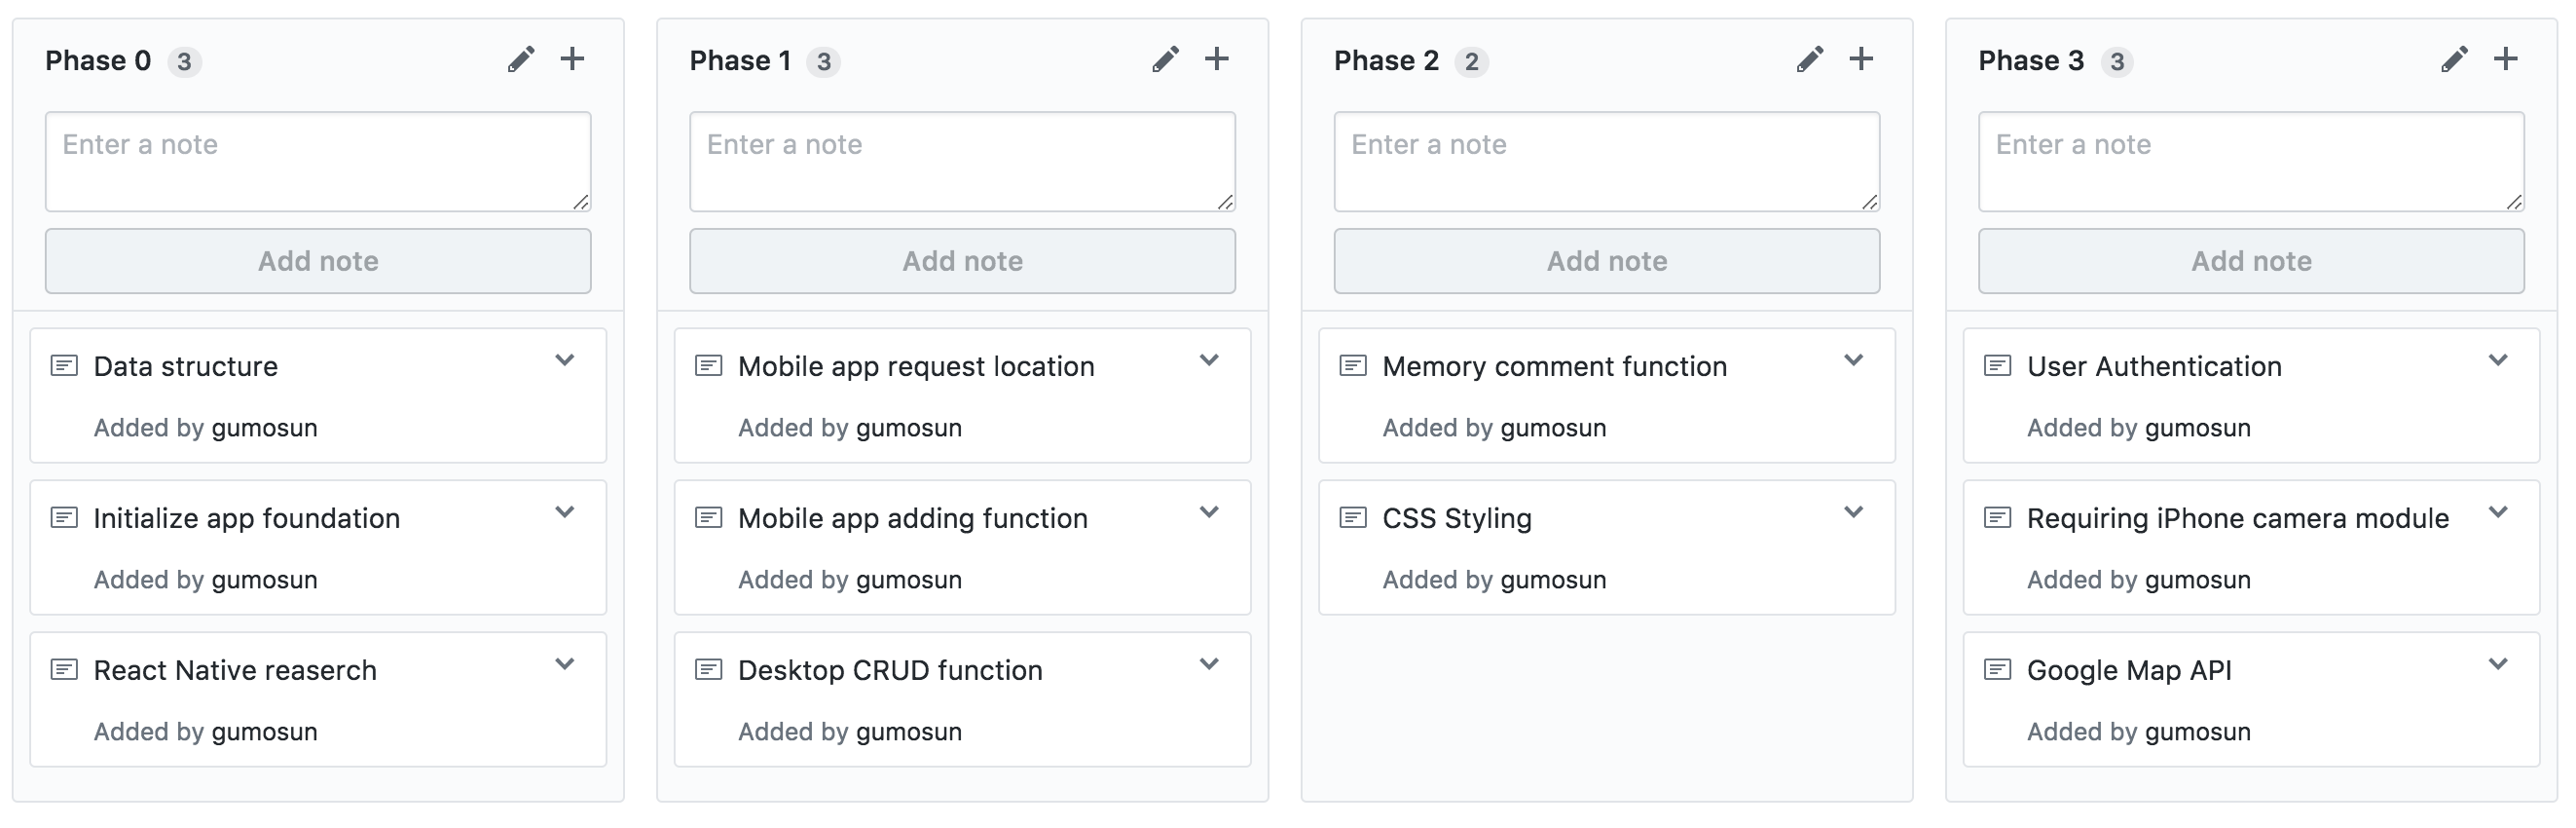 Phase 0 3
Enter a note
Add note
Data structure
Added by gumosun
Initialize app foundation
Added by gumosun
React Native reaserch
Added by gumosun
Phase 1 3
Enter a note
Add note
Mobile app request location
Added by gumosun
Mobile app adding function
Added by gumosun
Desktop CRUD function
Added by gumosun
Phase 2 2
Enter a note
Add note
Memory comment function
Added by gumosun
CSS Styling
Added by gumosun
Phase 3 3
Enter a note
Add note
User Authentication
Added by gumosun
Requiring iPhone camera module
Added by gumosun
Google Map API
Added by gumosun